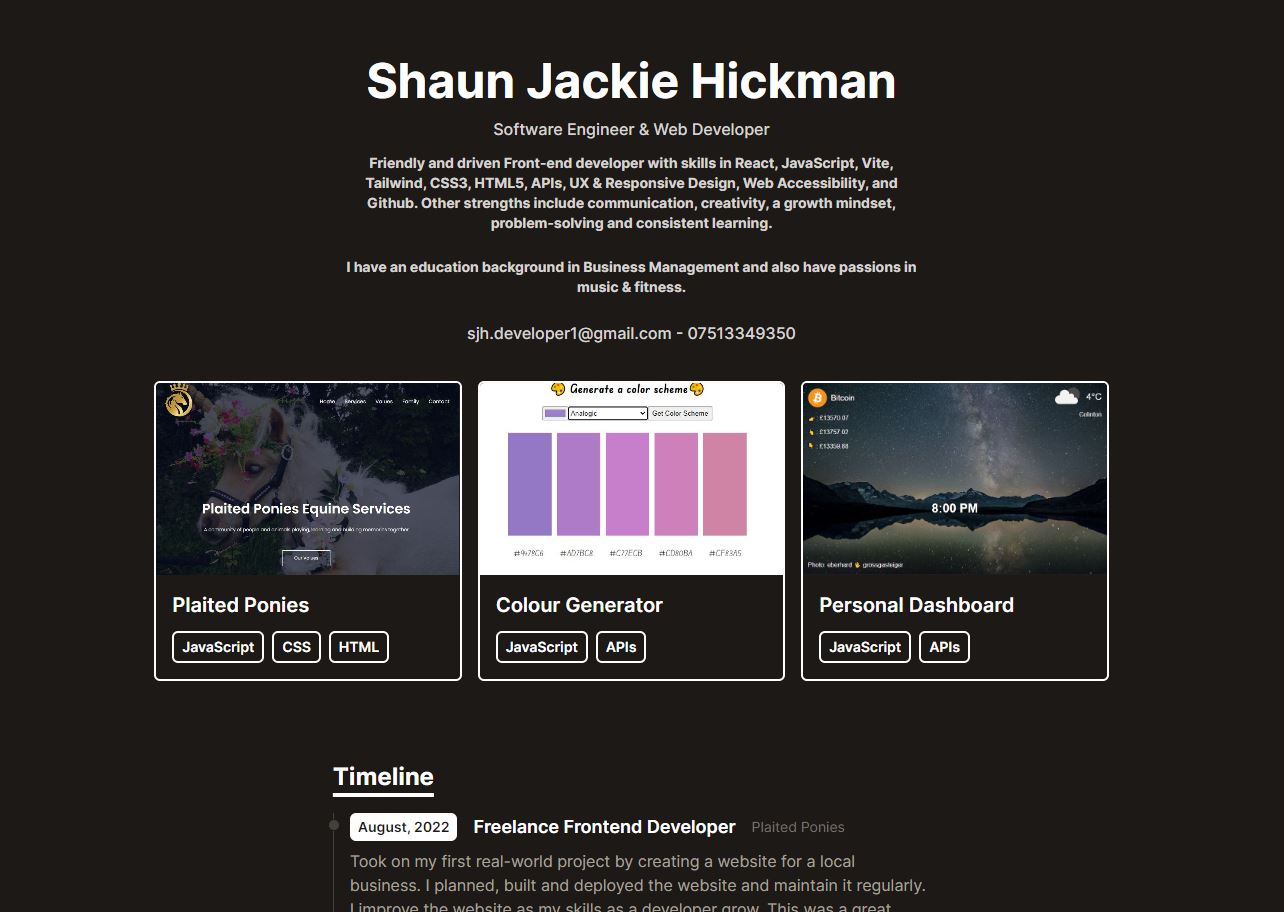 Shaun Jackie Hickman
Software Engineer & Web Developer
Friendly and driven Front-end developer with skills in React, JavaScript, Vite,
Tailwind, CSS3, HTML5, APIs, UX & Responsive Design, Web Accessibility, and
Github. Other strengths include communication, creativity, a growth mindset,
problem-solving and consistent learning.
I have an education background in Business Management and also have passions in
music & fitness.
sjh.developer1@gmail.com - 07513349350
Home Services Values Family Contact
Plaited Ponies Equine Services
A community of people and animals playing, learning and building memories together.
Our values
Plaited Ponies
JavaScript CSS HTML
Generate a color scheme
Analogic Get Color Scheme
#9478C6 #AD7BC8 #C77ECB #CD80BA #CF83A5
Colour Generator
JavaScript APIs
Bitcoin 4°C
: £13570.07 Colinton
: £13757.02
: £13359.88
8:00 PM
Photo: eberhard grossgasteiger
Personal Dashboard
JavaScript APIs
Timeline
August, 2022 Freelance Frontend Developer Plaited Ponies
Took on my first real-world project by creating a website for a local
business. I planned, built and deployed the website and maintain it regularly.
I improve the website as my skills as a developer grow. This was a great